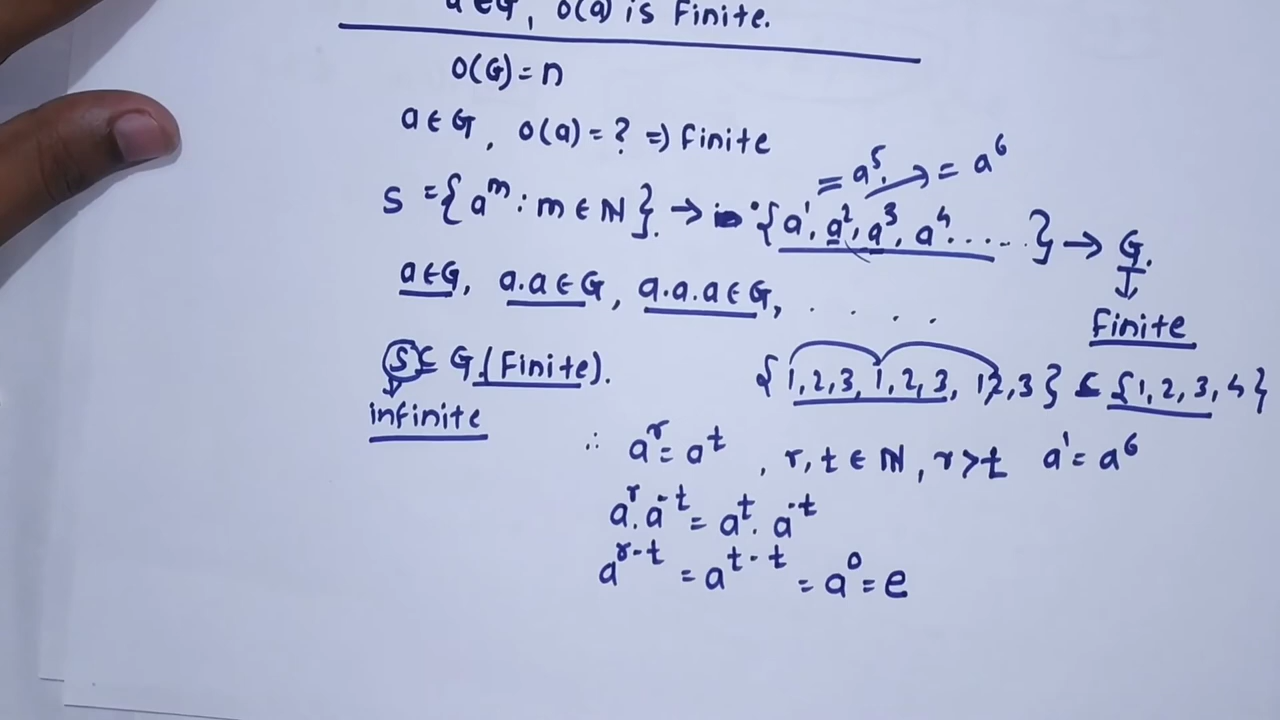 a ∈ G, o(a) is Finite.
o(G) = n
a ∈ G, o(a) = ? ⇒ Finite
= a⁵. → = a⁶
S = { aᵐ : m ∈ ℕ }. → { a¹, a², a³, a⁴ ..... } → G.
a ∈ G, a.a ∈ G, a.a.a ∈ G, . . . .
Finite
S ⊆ G (Finite).
{ 1,2,3, 1,2,3, 1,2,3 } ⊆ { 1,2,3,4 }
infinite
∴ aʳ = aᵗ, r, t ∈ ℕ, r > t a¹ = a⁶
aʳ . a⁻ᵗ = aᵗ . a⁻ᵗ
aʳ⁻ᵗ = aᵗ⁻ᵗ = a⁰ = e